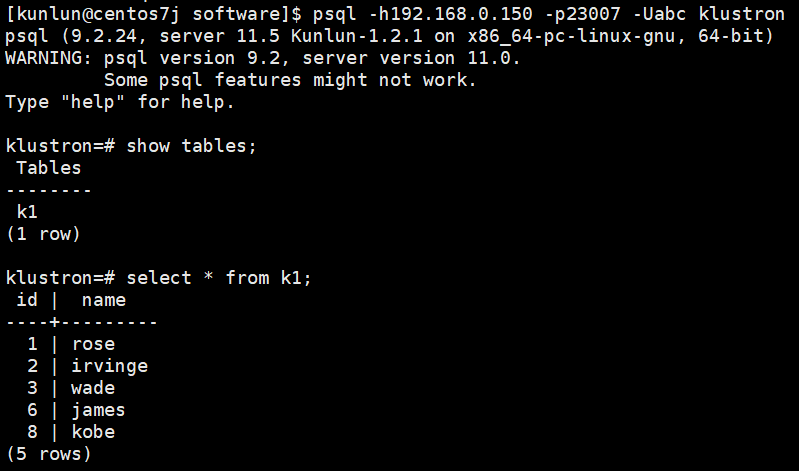 [kunlun@centos7j software]$ psql -h192.168.0.150 -p23007 -Uabc klustron
psql (9.2.24, server 11.5 Kunlun-1.2.1 on x86_64-pc-linux-gnu, 64-bit)
WARNING: psql version 9.2, server version 11.0.
         Some psql features might not work.
Type "help" for help.

klustron=# show tables;
 Tables
--------
 k1
(1 row)

klustron=# select * from k1;
 id |  name
----+---------
  1 | rose
  2 | irvinge
  3 | wade
  6 | james
  8 | kobe
(5 rows)